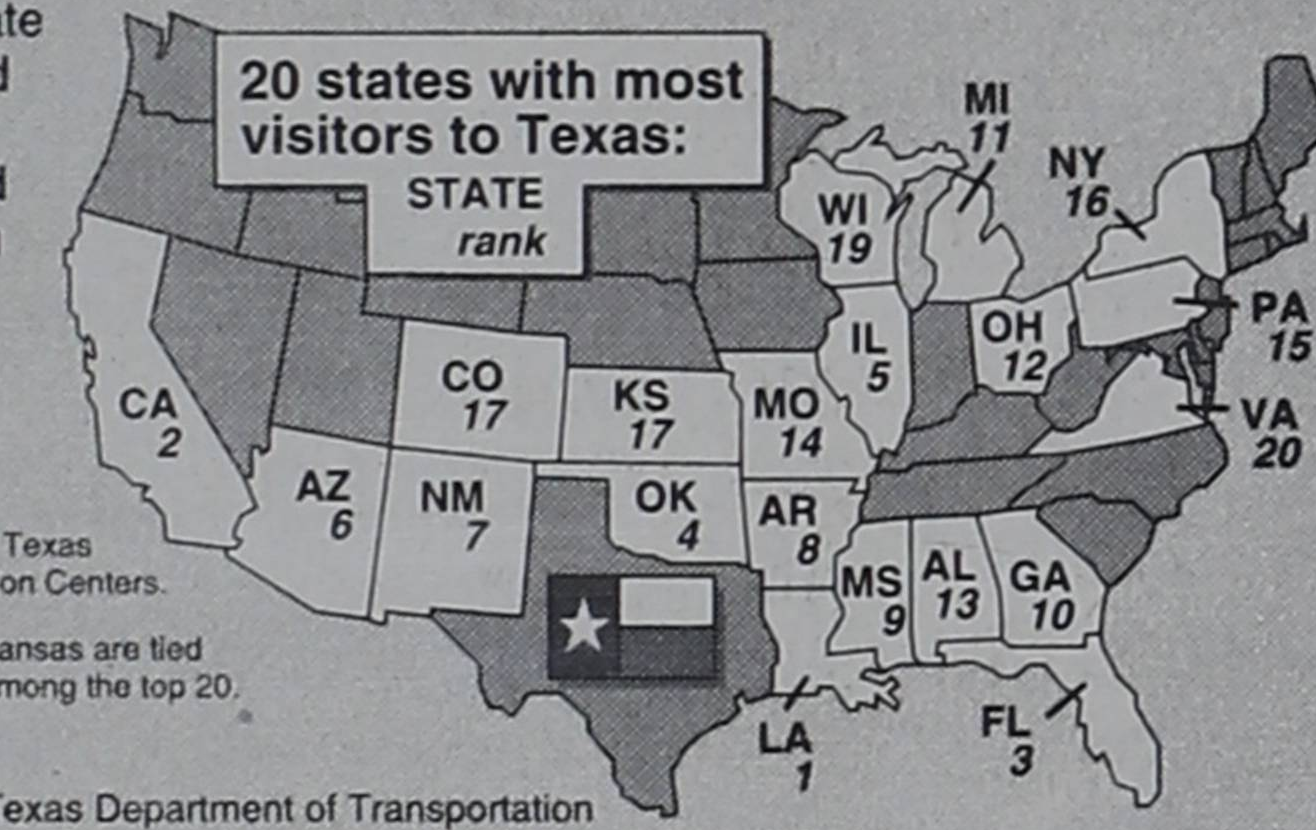 ate
d
d
20 states with most
visitors to Texas:
STATE
rank
MI
11
NY
16
WI
19
PA
15
OH
12
IL
5
CO
17
KS
17
MO
14
CA
2
VA
20
AZ
6
NM
7
OK
4
AR
8
MS
9
AL
13
GA
10
LA
1
FL
3
Texas
on Centers.
ansas are tied
mong the top 20.
Texas Department of Transportation